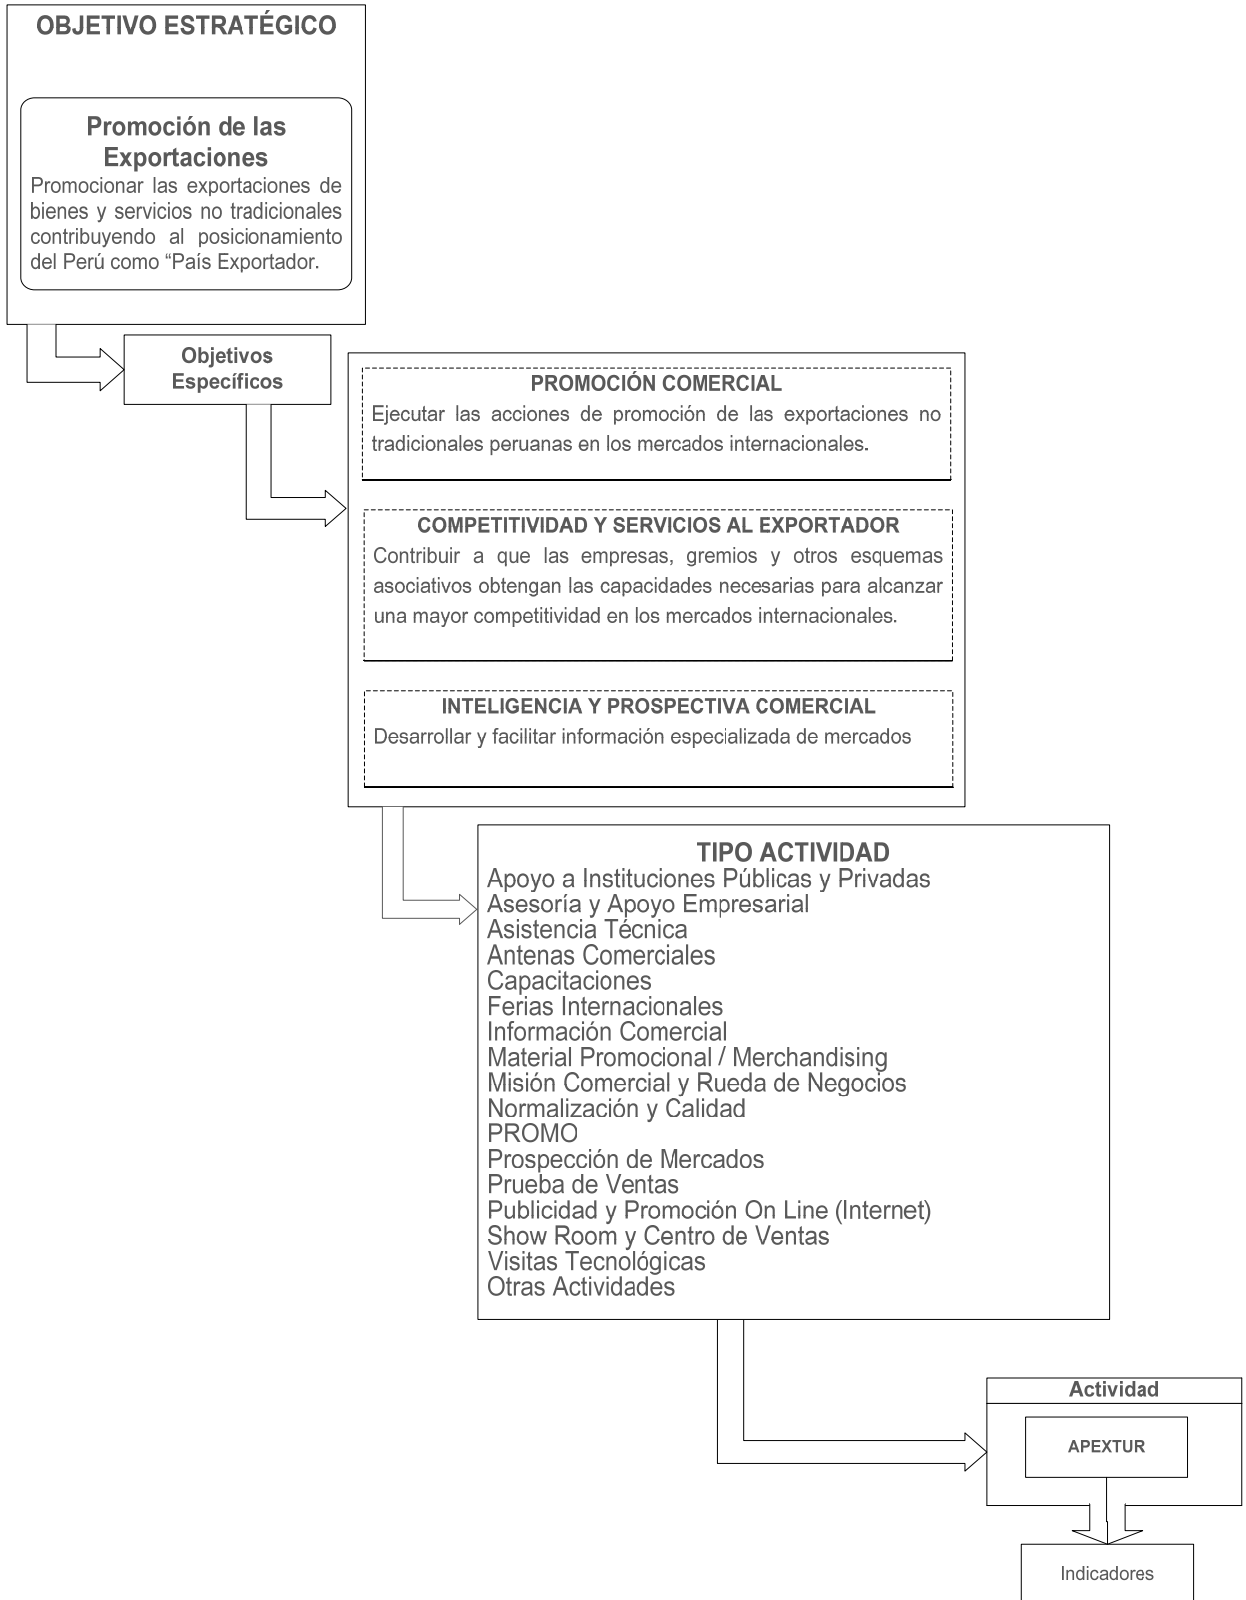 OBJETIVO ESTRATÉGICO
Promoción de las
Exportaciones
Promocionar las exportaciones de
bienes y servicios no tradicionales
contribuyendo al posicionamiento
del Perú como “País Exportador.
Objetivos
Específicos
PROMOCIÓN COMERCIAL
Ejecutar las acciones de promoción de las exportaciones no
tradicionales peruanas en los mercados internacionales.
COMPETITIVIDAD Y SERVICIOS AL EXPORTADOR
Contribuir a que las empresas, gremios y otros esquemas
asociativos obtengan las capacidades necesarias para alcanzar
una mayor competitividad en los mercados internacionales.
INTELIGENCIA Y PROSPECTIVA COMERCIAL
Desarrollar y facilitar información especializada de mercados
TIPO ACTIVIDAD
Apoyo a Instituciones Públicas y Privadas
Asesoría y Apoyo Empresarial
Asistencia Técnica
Antenas Comerciales
Capacitaciones
Ferias Internacionales
Información Comercial
Material Promocional / Merchandising
Misión Comercial y Rueda de Negocios
Normalización y Calidad
PROMO
Prospección de Mercados
Prueba de Ventas
Publicidad y Promoción On Line (Internet)
Show Room y Centro de Ventas
Visitas Tecnológicas
Otras Actividades
Actividad
APEXTUR
Indicadores